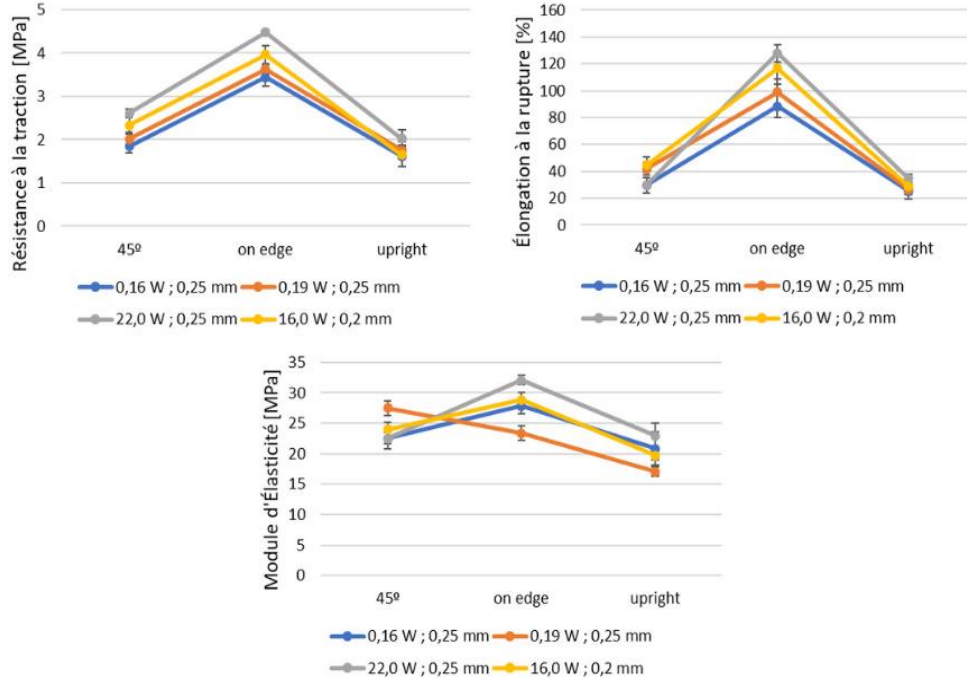 Résistance à la traction [MPa]
5
4
3
2
1
0
45º on edge upright
0,16 W ; 0,25 mm 0,19 W ; 0,25 mm
22,0 W ; 0,25 mm 16,0 W ; 0,2 mm
Élongation à la rupture [%]
160
140
120
100
80
60
40
20
0
45º on edge upright
0,16 W ; 0,25 mm 0,19 W ; 0,25 mm
22,0 W ; 0,25 mm 16,0 W ; 0,2 mm
Module d'Élasticité [MPa]
35
30
25
20
15
10
5
0
45º on edge upright
0,16 W ; 0,25 mm 0,19 W ; 0,25 mm
22,0 W ; 0,25 mm 16,0 W ; 0,2 mm